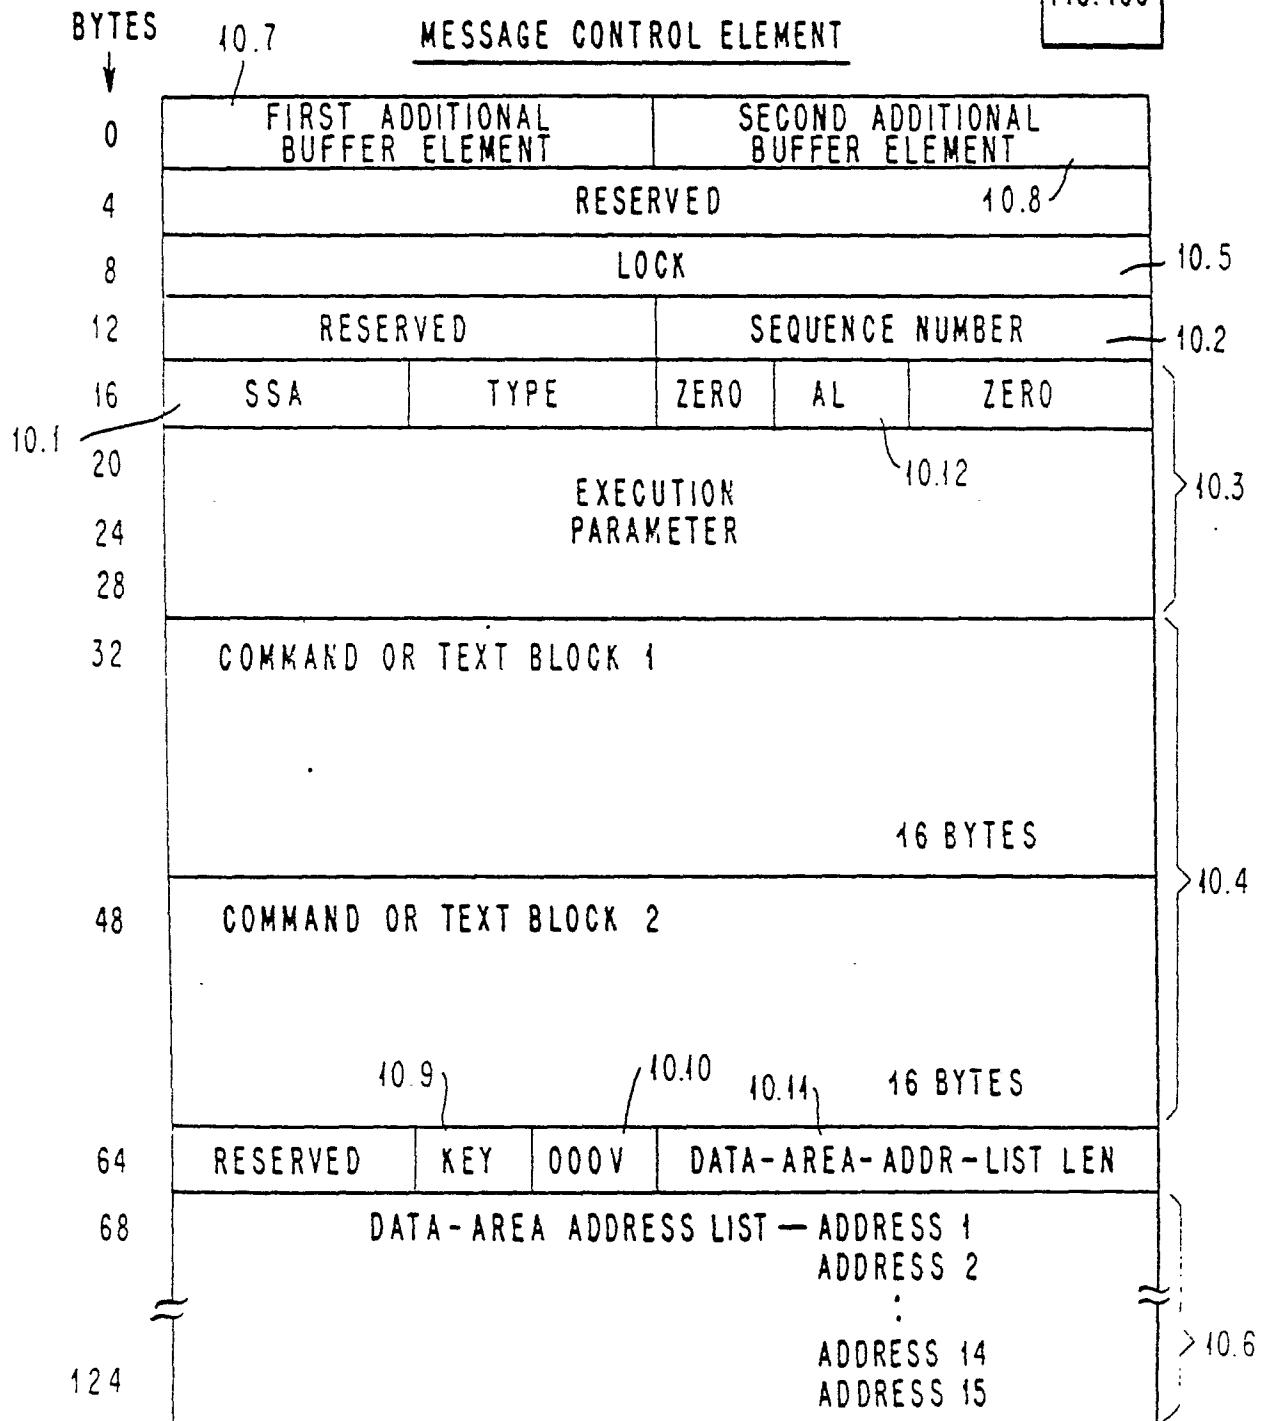 BYTES
10.7
MESSAGE CONTROL ELEMENT
0
FIRST ADDITIONAL
BUFFER ELEMENT
SECOND ADDITIONAL
BUFFER ELEMENT
4
RESERVED
10.8
8
LOCK
10.5
12
RESERVED
SEQUENCE NUMBER
10.2
16
SSA
TYPE
ZERO
AL
ZERO
10.1
20
10.12
10.3
EXECUTION
PARAMETER
24
28
32
COMMAND OR TEXT BLOCK 1
16 BYTES
10.4
48
COMMAND OR TEXT BLOCK 2
10.9
10.10
10.11
16 BYTES
64
RESERVED
KEY
000V
DATA-AREA-ADDR-LIST LEN
68
DATA-AREA ADDRESS LIST — ADDRESS 1
ADDRESS 2
ADDRESS 14
10.6
124
ADDRESS 15